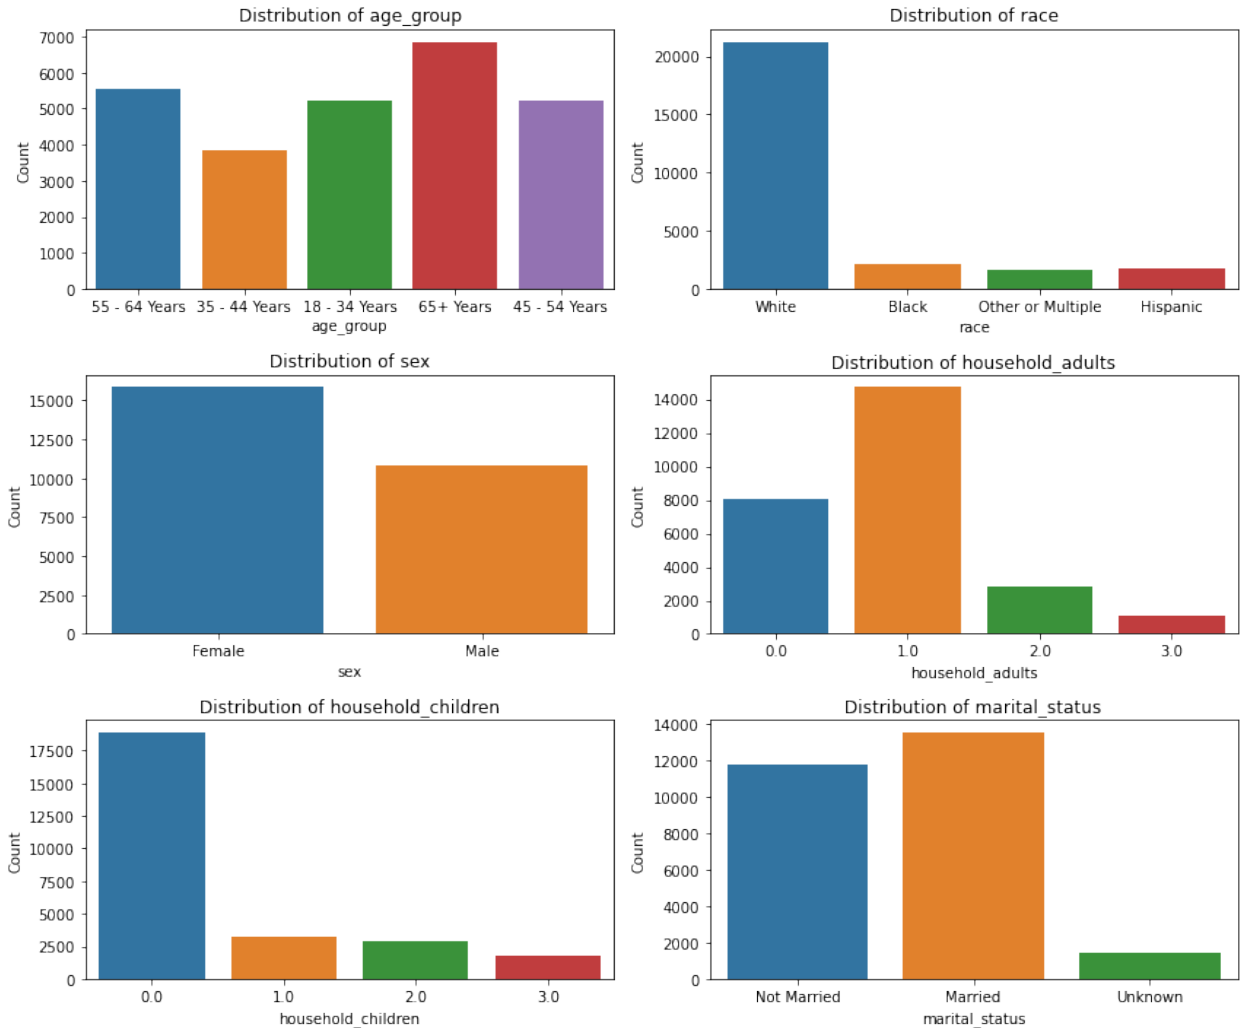 Distribution of age_group
7000
6000
5000
4000
3000
2000
1000
0
Count
55 - 64 Years 35 - 44 Years 18 - 34 Years 65+ Years 45 - 54 Years
age_group
Distribution of race
20000
15000
10000
5000
0
Count
White Black Other or Multiple Hispanic
race
Distribution of sex
15000
12500
10000
7500
5000
2500
0
Count
Female Male
sex
Distribution of household_adults
14000
12000
10000
8000
6000
4000
2000
0
Count
0.0 1.0 2.0 3.0
household_adults
Distribution of household_children
17500
15000
12500
10000
7500
5000
2500
0
Count
0.0 1.0 2.0 3.0
household_children
Distribution of marital_status
14000
12000
10000
8000
6000
4000
2000
0
Count
Not Married Married Unknown
marital_status